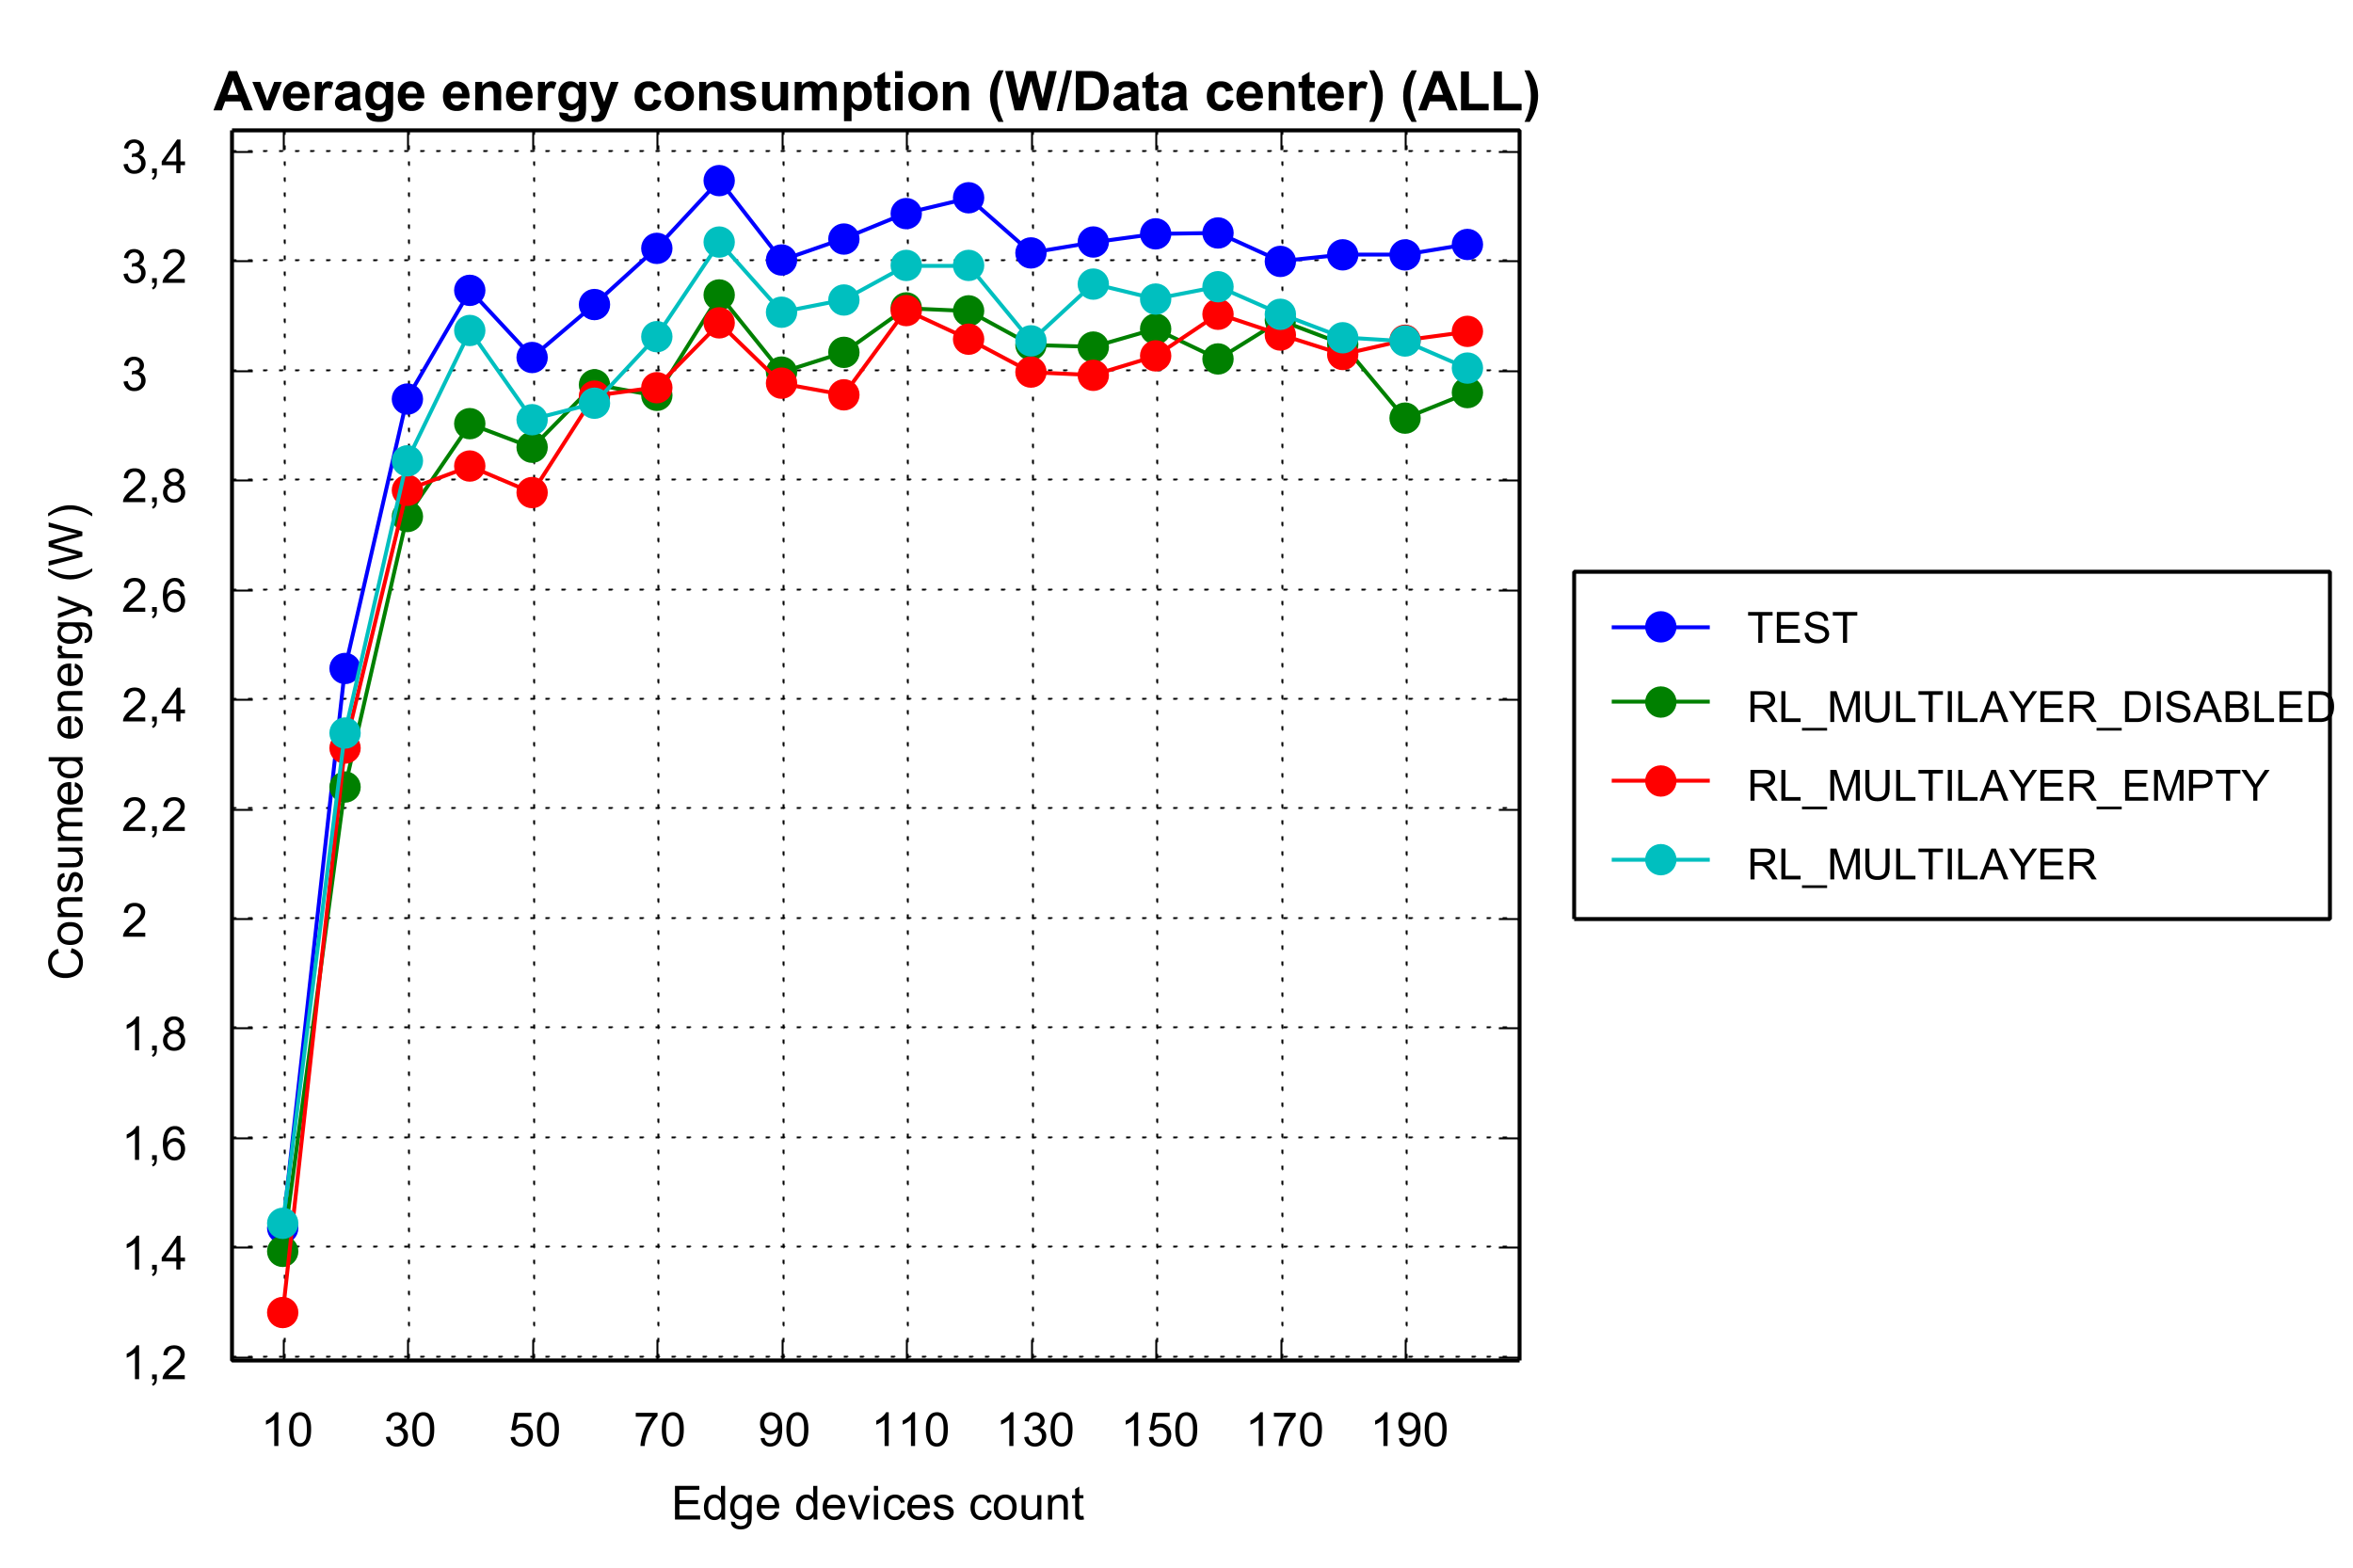 Average energy consumption (W/Data center) (ALL)
3,4
3,2
3
2,8
2,6
2,4
2,2
2
1,8
1,6
1,4
1,2
Consumed energy (W)
10 30 50 70 90 110 130 150 170 190
Edge devices count
TEST
RL_MULTILAYER_DISABLED
RL_MULTILAYER_EMPTY
RL_MULTILAYER